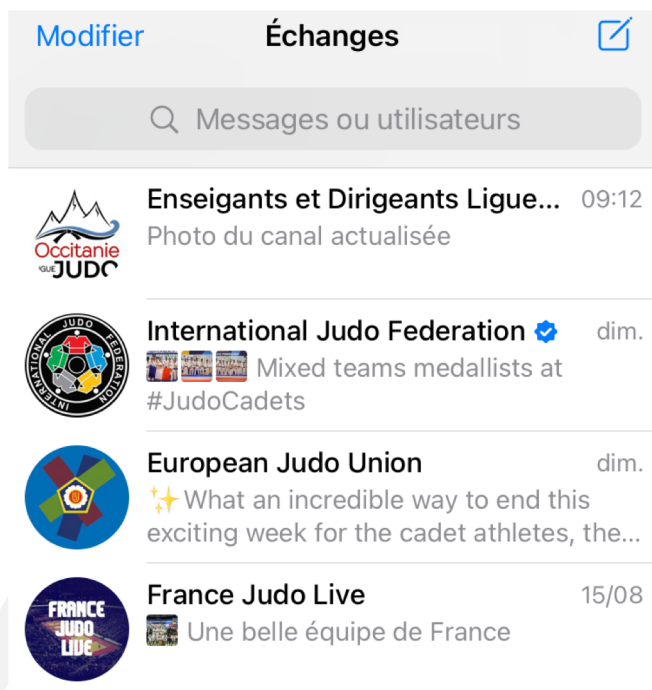 Modifier
Échanges
Messages ou utilisateurs
Enseigants et Dirigeants Ligue...
09:12
Photo du canal actualisée
Occitanie
IGUE JUDO
International Judo Federation
dim.
Mixed teams medallists at
#JudoCadets
INTERNATIONAL JUDO FEDERATION
European Judo Union
dim.
✨What an incredible way to end this
exciting week for the cadet athletes, the...
France Judo Live
15/08
Une belle équipe de France
FRANCE
JUDO
LIVE